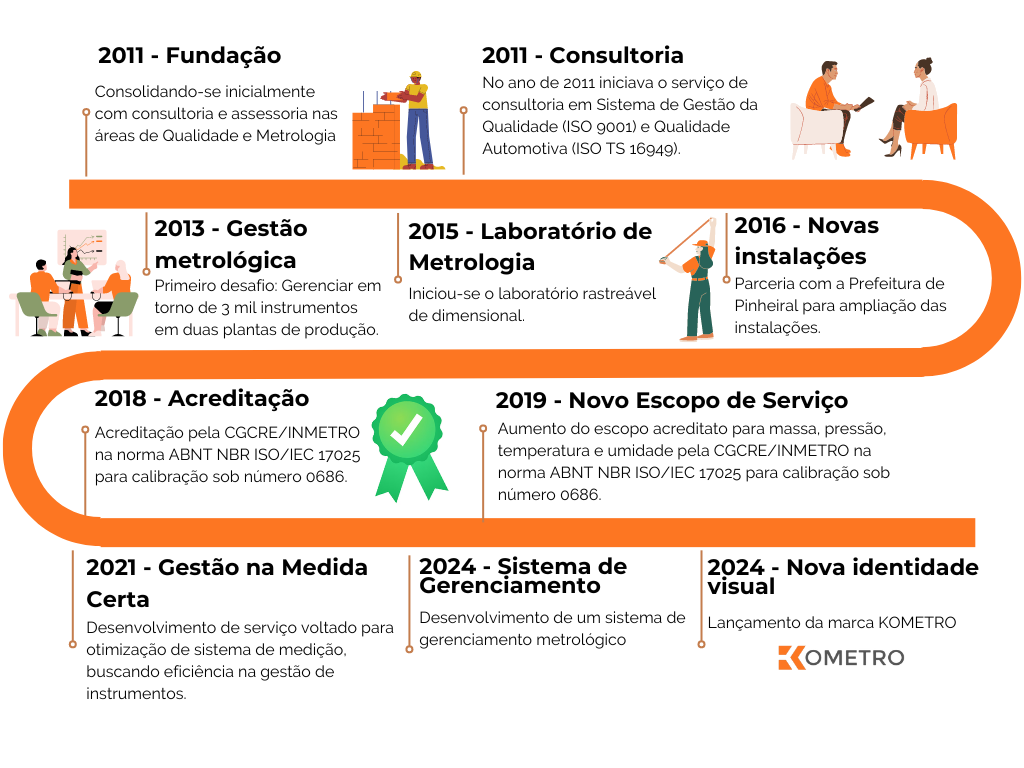 2011 - Fundação
Consolidando-se inicialmente
com consultoria e assessoria nas
áreas de Qualidade e Metrologia
2011 - Consultoria
No ano de 2011 iniciava o serviço de
consultoria em Sistema de Gestão da
Qualidade (ISO 9001) e Qualidade
Automotiva (ISO TS 16949).
2013 - Gestão
metrológica
Primeiro desafio: Gerenciar em
torno de 3 mil instrumentos
em duas plantas de produção.
2015 - Laboratório de
Metrologia
Iniciou-se o laboratório rastreável
de dimensional.
2016 - Novas
instalações
Parceria com a Prefeitura de
Pinheiral para ampliação das
instalações.
2018 - Acreditação
Acreditação pela CGCRE/INMETRO
na norma ABNT NBR ISO/IEC 17025
para calibração sob número 0686.
2019 - Novo Escopo de Serviço
Aumento do escopo acreditato para massa, pressão,
temperatura e umidade pela CGCRE/INMETRO na
norma ABNT NBR ISO/IEC 17025 para calibração sob
número 0686.
2021 - Gestão na Medida
Certa
Desenvolvimento de serviço voltado para
otimização de sistema de medição,
buscando eficiência na gestão de
instrumentos.
2024 - Sistema de
Gerenciamento
Desenvolvimento de um sistema de
gerenciamento metrológico
2024 - Nova identidade
visual
Lançamento da marca KOMETRO
KOMETRO